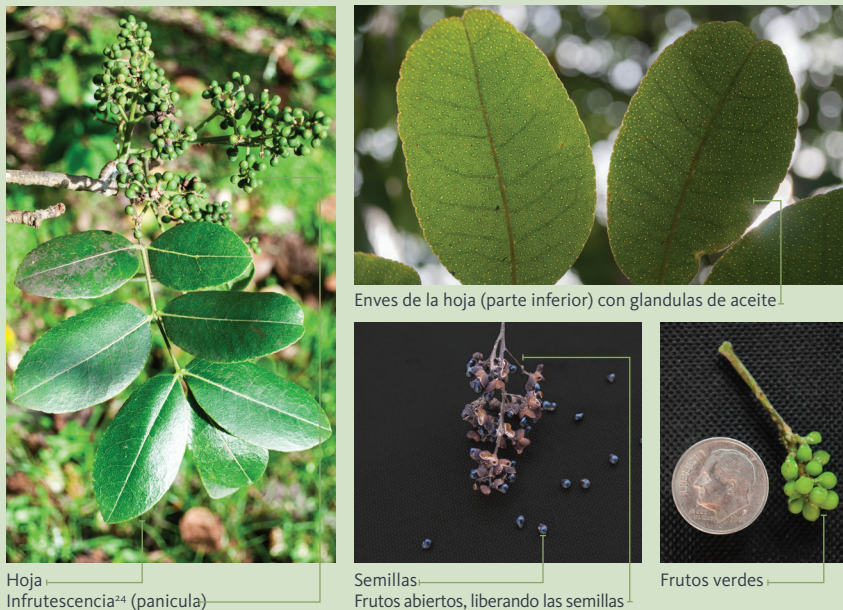 Enves de la hoja (parte inferior) con glandulas de aceite
Hoja
Infrutescencia²⁴ (panicula)
Semillas
Frutos abiertos, liberando las semillas
Frutos verdes